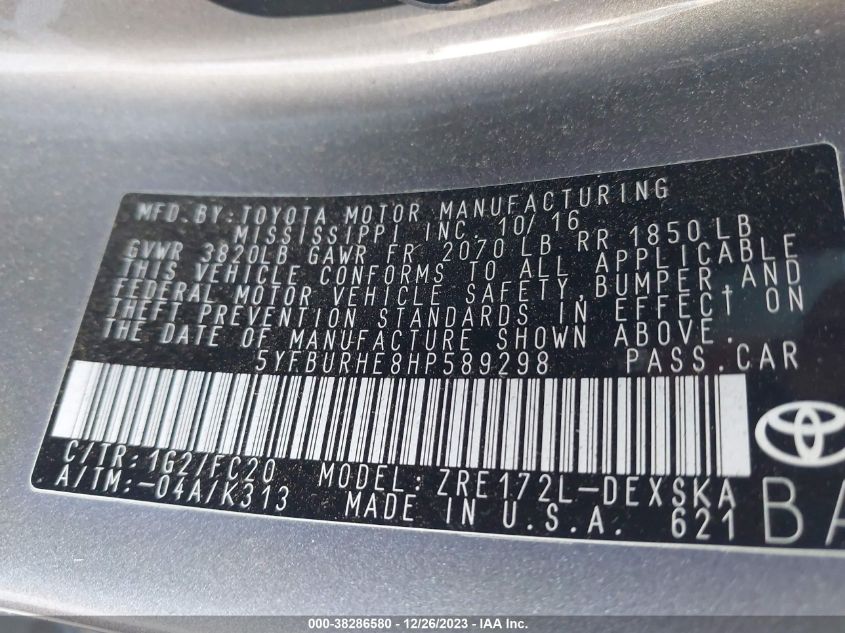 MFD.BY:TOYOTA MOTOR MANUFACTURING
MISSISSIPPI INC. 10/16
GVWR 3820LB GAWR FR 2070 LB RR 1850 LB
THIS VEHICLE CONFORMS TO ALL APPLICABLE
FEDERAL MOTOR VEHICLE SAFETY,BUMPER,AND
THEFT PREVENTION STANDARDS IN EFFECT ON
THE DATE OF MANUFACTURE SHOWN ABOVE.
5YFBURHE8HP589298 PASS.CAR
C/TR:1G2/FC20 MODEL:ZRE172L-DEXSKA
A/TM:-04A/K313 MADE IN U.S.A. 621
BA
000-38286580 - 12/26/2023 - IAA Inc.